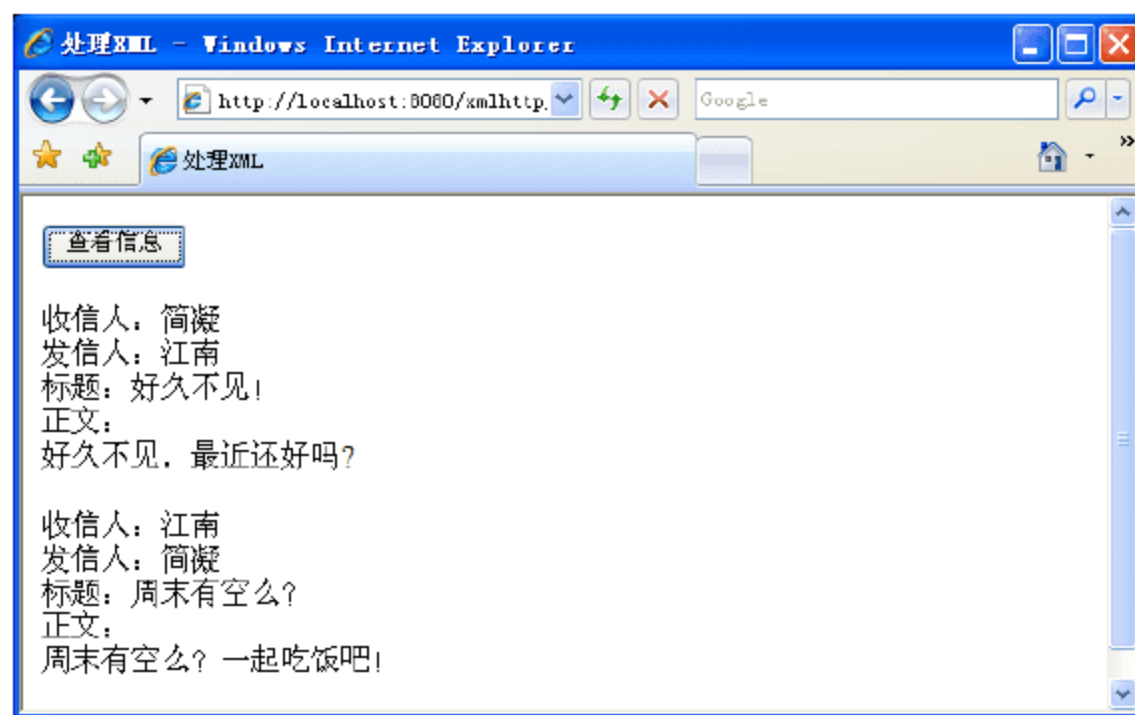 处理XML - Windows Internet Explorer
http://localhost:8080/xmlhttp.
Google
处理XML
查看信息
收信人：简凝
发信人：江南
标题：好久不见!
正文：
好久不见，最近还好吗?
收信人：江南
发信人：简凝
标题：周末有空么?
正文：
周末有空么? 一起吃饭吧!